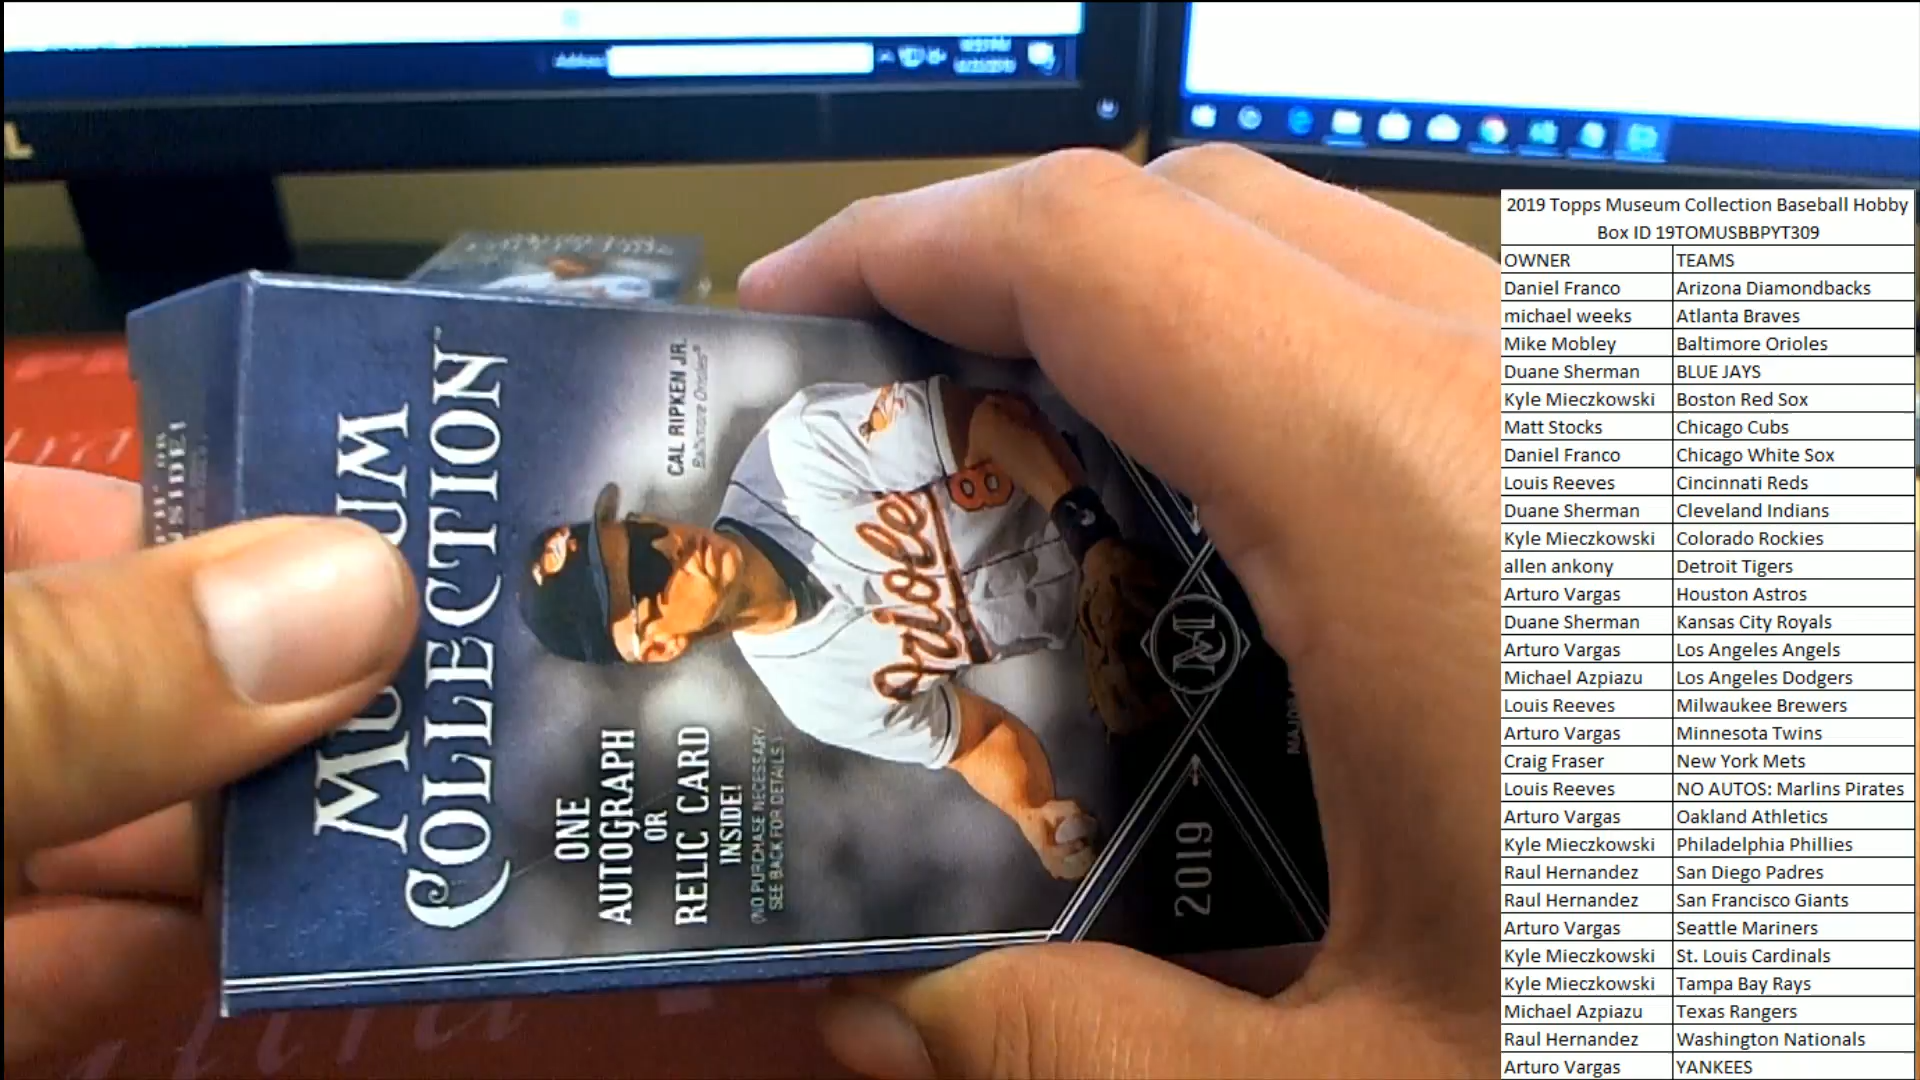 MUSEUM
COLLECTION
ONE
AUTOGRAPH
OR
RELIC CARD
INSIDE!
(NO PURCHASE NECESSARY
SEE BACK FOR DETAILS.)
CAL RIPKEN JR.
Baltimore Orioles®
Orioles
8
2019
2019 Topps Museum Collection Baseball Hobby
Box ID 19TOMUSBBPYT309
OWNER TEAMS
Daniel Franco Arizona Diamondbacks
michael weeks Atlanta Braves
Mike Mobley Baltimore Orioles
Duane Sherman BLUE JAYS
Kyle Mieczkowski Boston Red Sox
Matt Stocks Chicago Cubs
Daniel Franco Chicago White Sox
Louis Reeves Cincinnati Reds
Duane Sherman Cleveland Indians
Kyle Mieczkowski Colorado Rockies
allen ankony Detroit Tigers
Arturo Vargas Houston Astros
Duane Sherman Kansas City Royals
Arturo Vargas Los Angeles Angels
Michael Azpiazu Los Angeles Dodgers
Louis Reeves Milwaukee Brewers
Arturo Vargas Minnesota Twins
Craig Fraser New York Mets
Louis Reeves NO AUTOS: Marlins Pirates
Arturo Vargas Oakland Athletics
Kyle Mieczkowski Philadelphia Phillies
Raul Hernandez San Diego Padres
Raul Hernandez San Francisco Giants
Arturo Vargas Seattle Mariners
Kyle Mieczkowski St. Louis Cardinals
Kyle Mieczkowski Tampa Bay Rays
Michael Azpiazu Texas Rangers
Raul Hernandez Washington Nationals
Arturo Vargas YANKEES